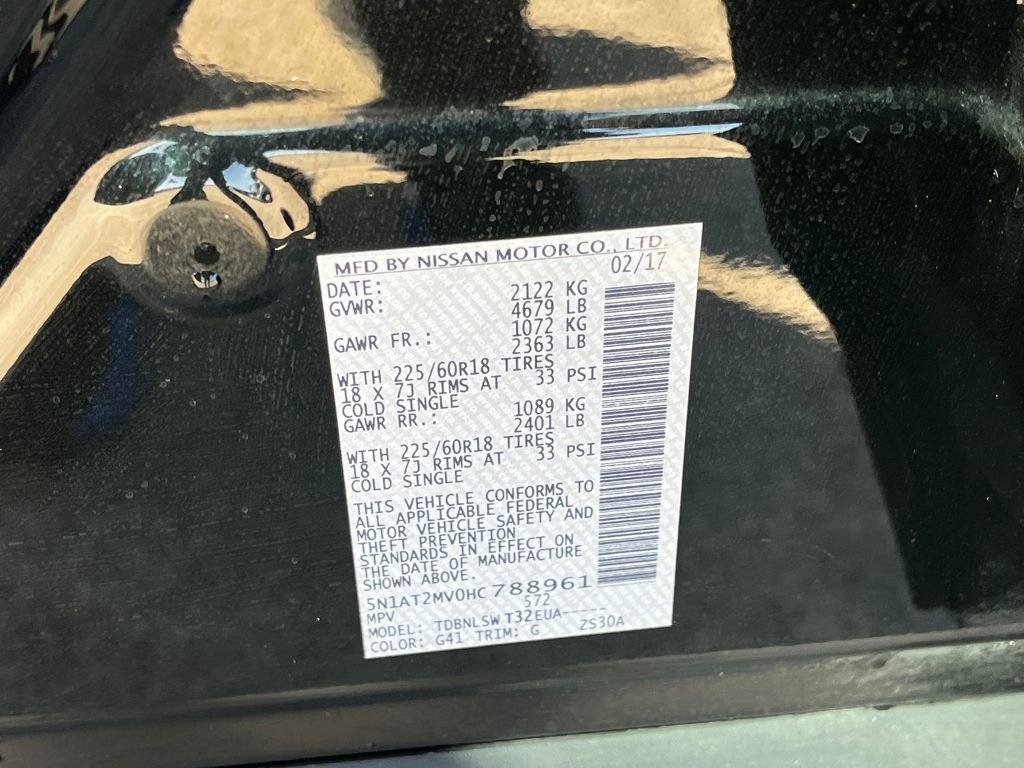 MFD BY NISSAN MOTOR CO., LTD.
DATE: 02/17
GVWR: 2122 KG
4679 LB
GAWR FR.: 1072 KG
2363 LB
WITH 225/60R18 TIRES
18 X 7J RIMS AT 33 PSI
COLD SINGLE
GAWR RR.: 1089 KG
2401 LB
WITH 225/60R18 TIRES
18 X 7J RIMS AT 33 PSI
COLD SINGLE
THIS VEHICLE CONFORMS TO
ALL APPLICABLE FEDERAL
MOTOR VEHICLE SAFETY AND
THEFT PREVENTION
STANDARDS IN EFFECT ON
THE DATE OF MANUFACTURE
SHOWN ABOVE.
5N1AT2MV0HC788961
MPV 572
MODEL: TDBNLSW T32EUA-----
COLOR: G41 TRIM: G ZS30A